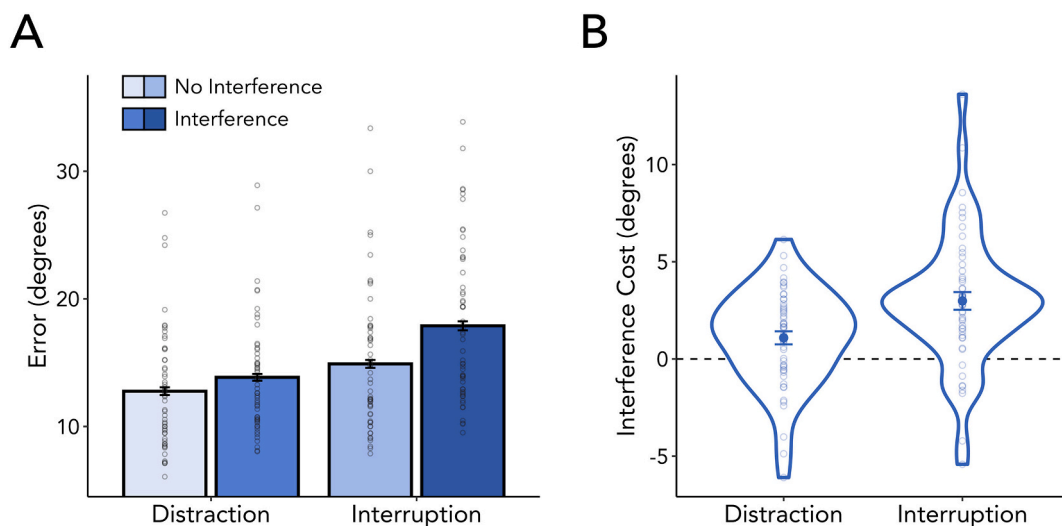 A
No Interference
Interference
Error (degrees)
30
20
10
Distraction
Interruption
B
Interference Cost (degrees)
10
5
0
-5
Distraction
Interruption